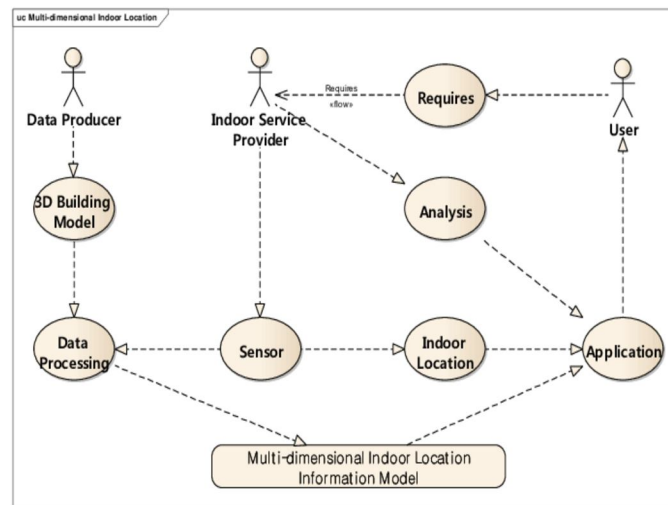 uc Multi-dimensional Indoor Location
Data Producer
Indoor Service
Provider
Requires
«flow»
Requires
User
3D Building
Model
Analysis
Data
Processing
Sensor
Indoor
Location
Application
Multi-dimensional Indoor Location
Information Model